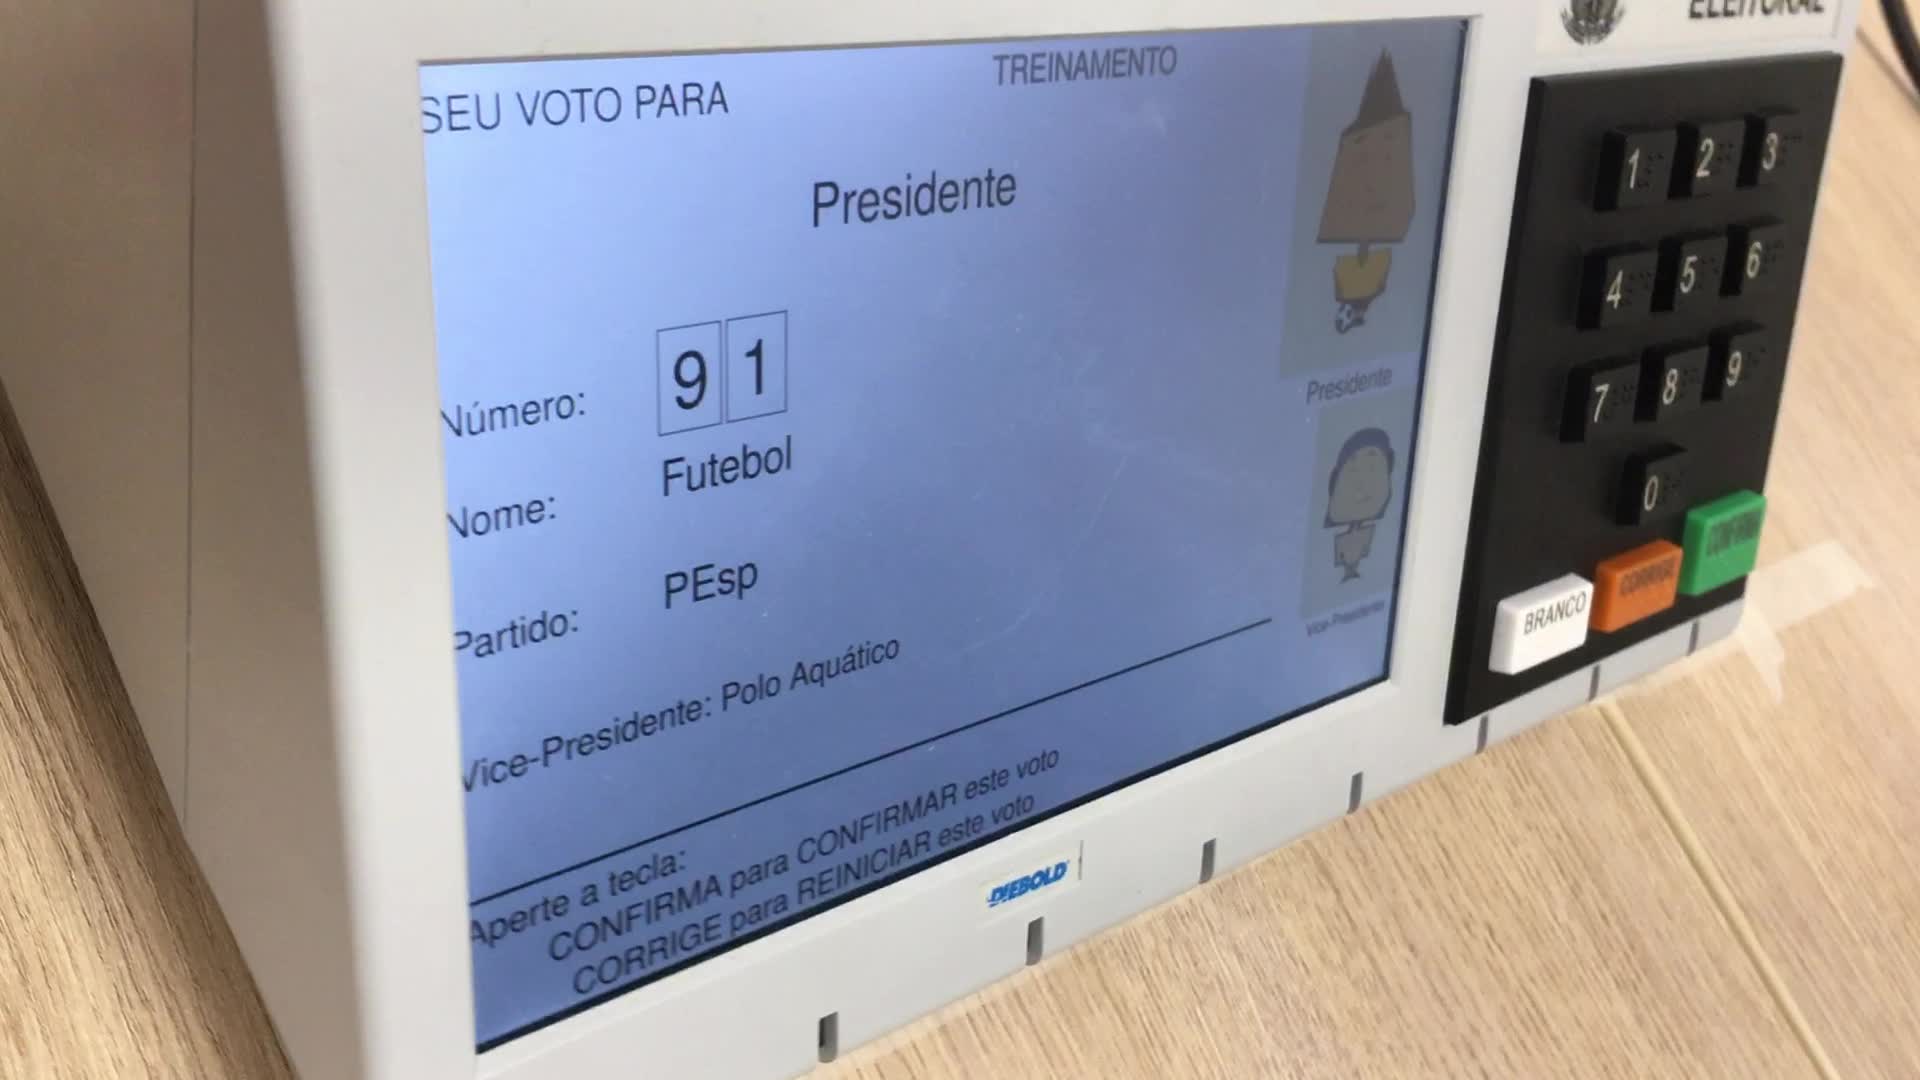 SEU VOTO PARA
TREINAMENTO
Presidente
Número: 91
Nome: Futebol
Partido: PEsp
Vice-Presidente: Polo Aquático
Presidente
Vice-Presidente
Aperte a tecla:
CONFIRMA para CONFIRMAR este voto
CORRIGE para REINICIAR este voto
DIEBOLD
ELEITORAL
1 2 3
4 5 6
7 8 9
0
BRANCO CORRIGE CONFIRMA